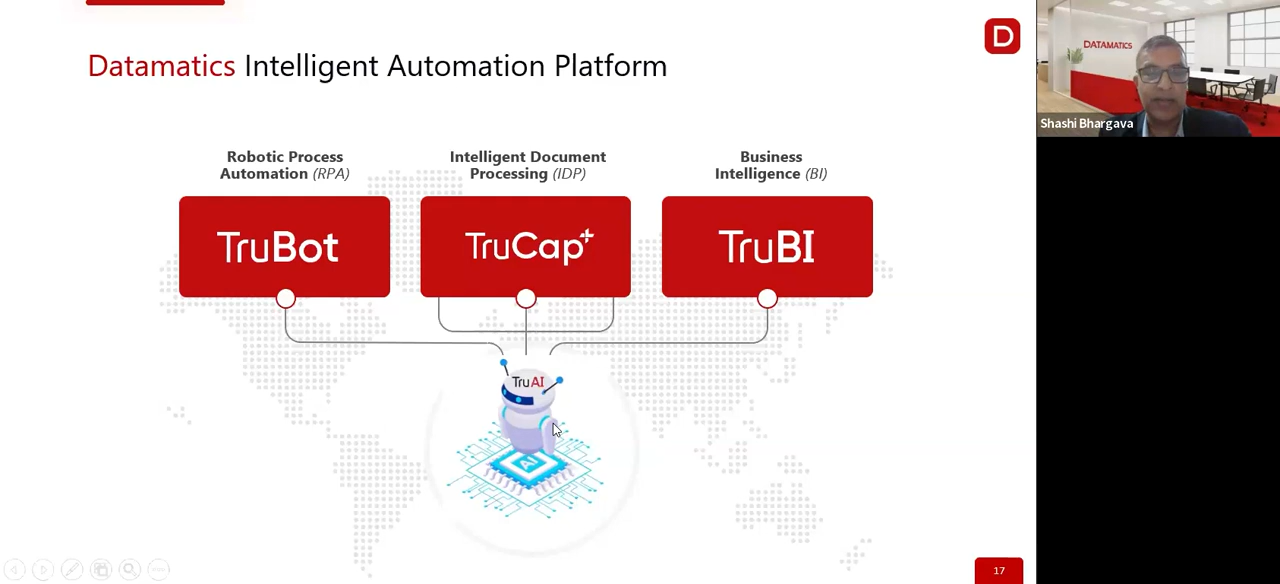 D
Datamatics Intelligent Automation Platform
DATAMATICS
Shashi Bhargava
Robotic Process
Automation (RPA)
Intelligent Document
Processing (IDP)
Business
Intelligence (BI)
TruBot
TruCap+
TruBI
TruAI
AI
17